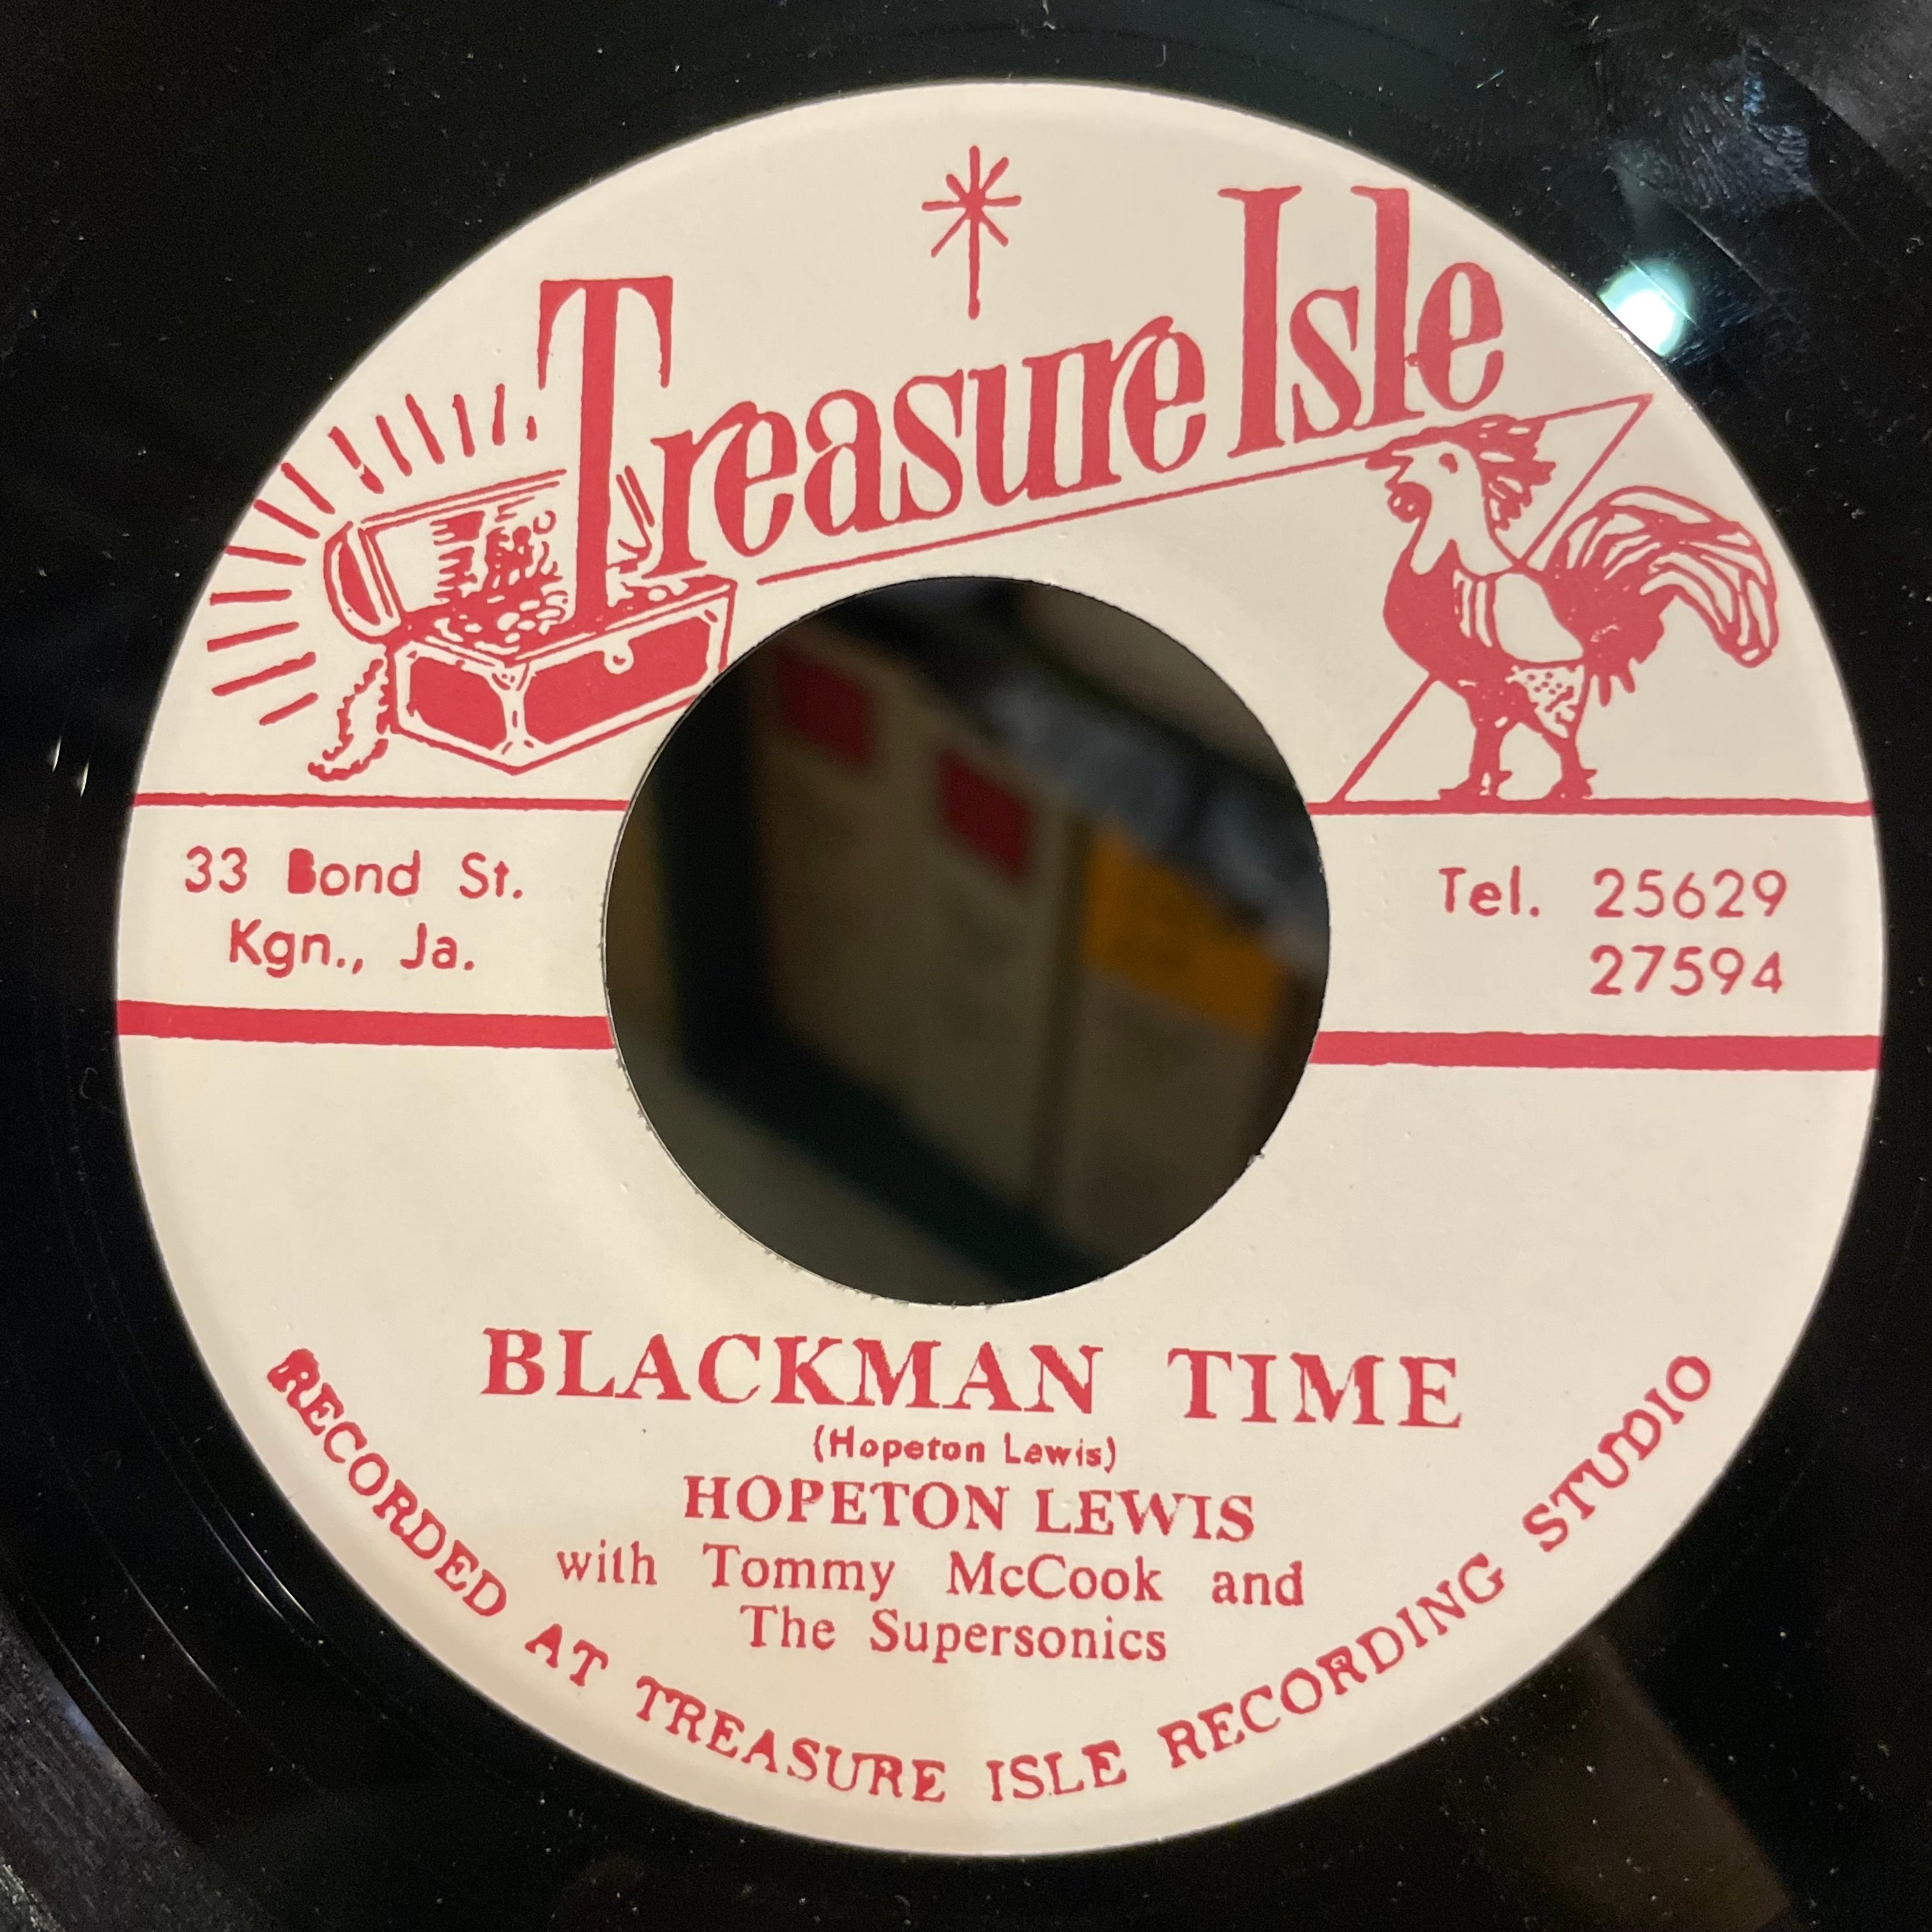 Treasure Isle
33 Bond St.
Kgn., Ja.
Tel. 25629
27594
BLACKMAN TIME
(Hopeton Lewis)
HOPETON LEWIS
with Tommy McCook and
The Supersonics
RECORDED AT TREASURE ISLE RECORDING STUDIO